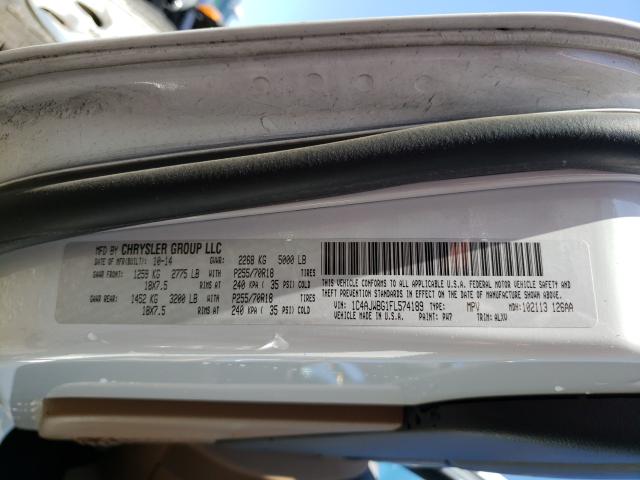 MFD BY CHRYSLER GROUP LLC
DATE OF MFR(BUILT): 10-14 GVWR: 2268 KG 5000 LB
GAWR FRONT: 1259 KG 2775 LB WITH P255/70R18 TIRES
18X7.5 RIMS AT 240 KPA ( 35 PSI) COLD
GAWR REAR: 1452 KG 3200 LB WITH P255/70R18 TIRES
18X7.5 RIMS AT 240 KPA ( 35 PSI) COLD
THIS VEHICLE CONFORMS TO ALL APPLICABLE U.S.A. FEDERAL MOTOR VEHICLE SAFETY, BUMPER AND
THEFT PREVENTION STANDARDS IN EFFECT ON THE DATE OF MANUFACTURE SHOWN ABOVE.
VIN: 1C4AJWBG1FL574189 TYPE: MPV MDH: 102113 126AA
PAINT: PW7 TRIM: ALXV